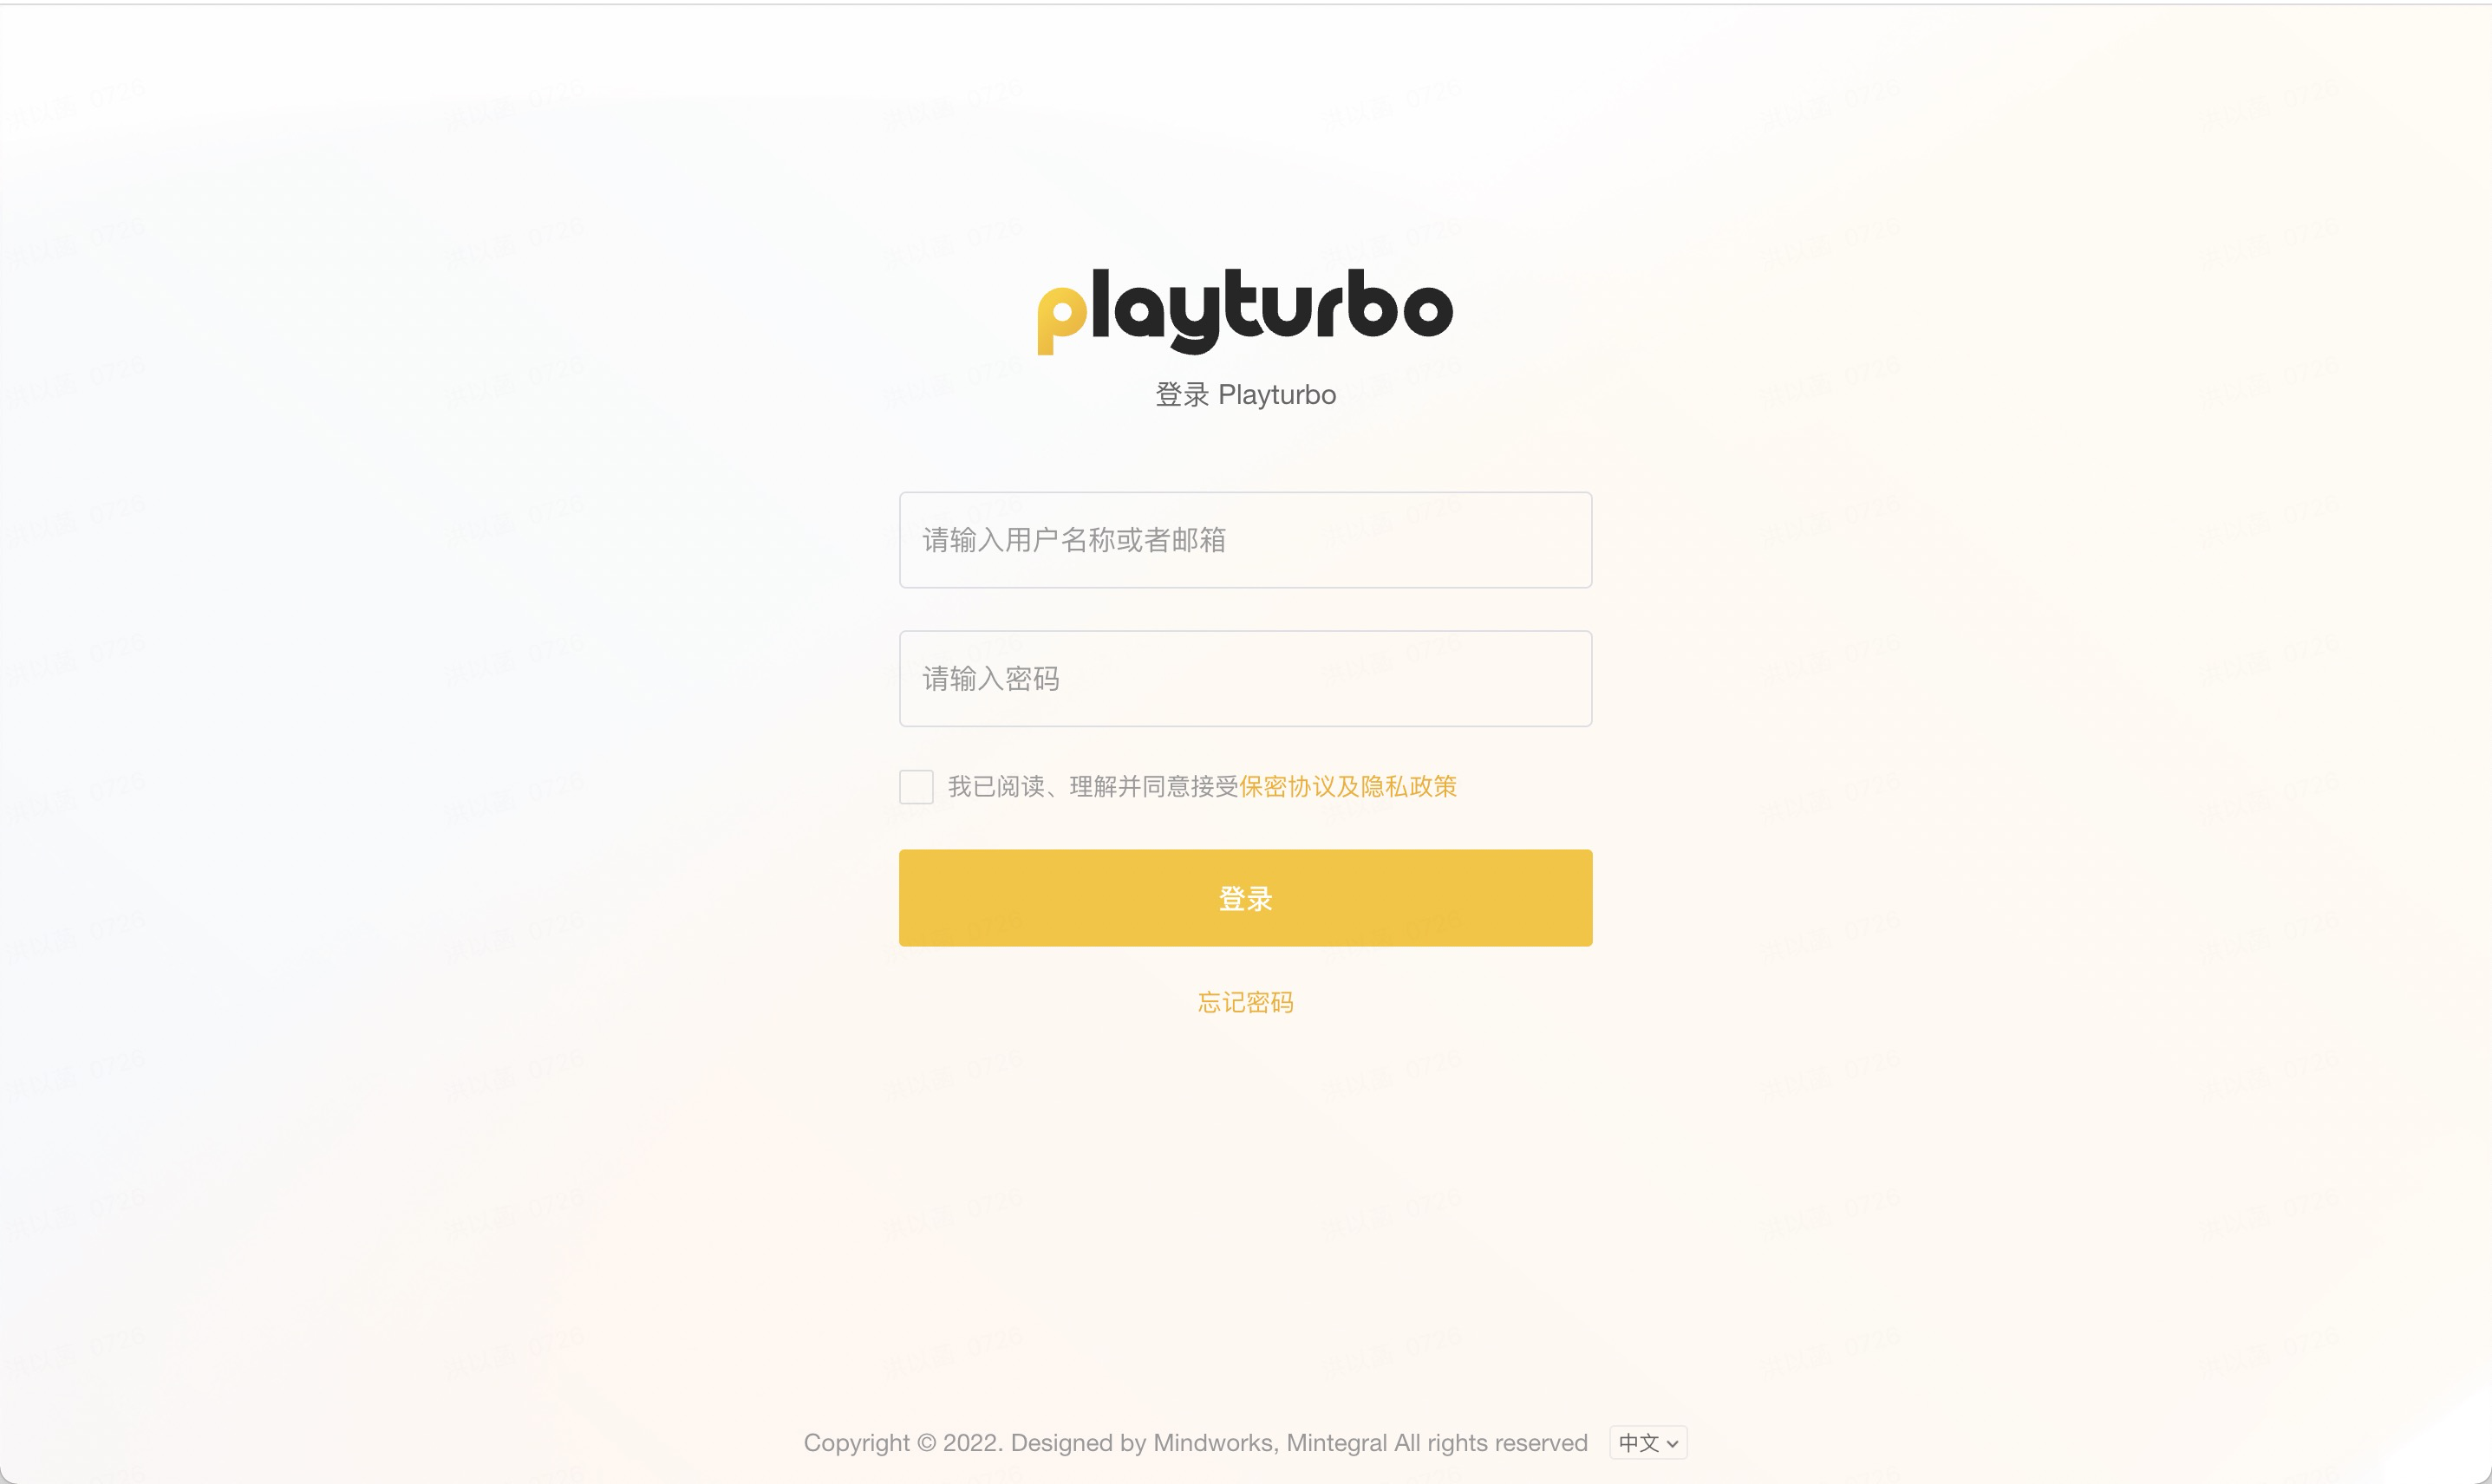 playturbo
登录 Playturbo
请输入用户名称或者邮箱
请输入密码
我已阅读、理解并同意接受保密协议及隐私政策
登录
忘记密码
Copyright © 2022. Designed by Mindworks, Mintegral All rights reserved 中文